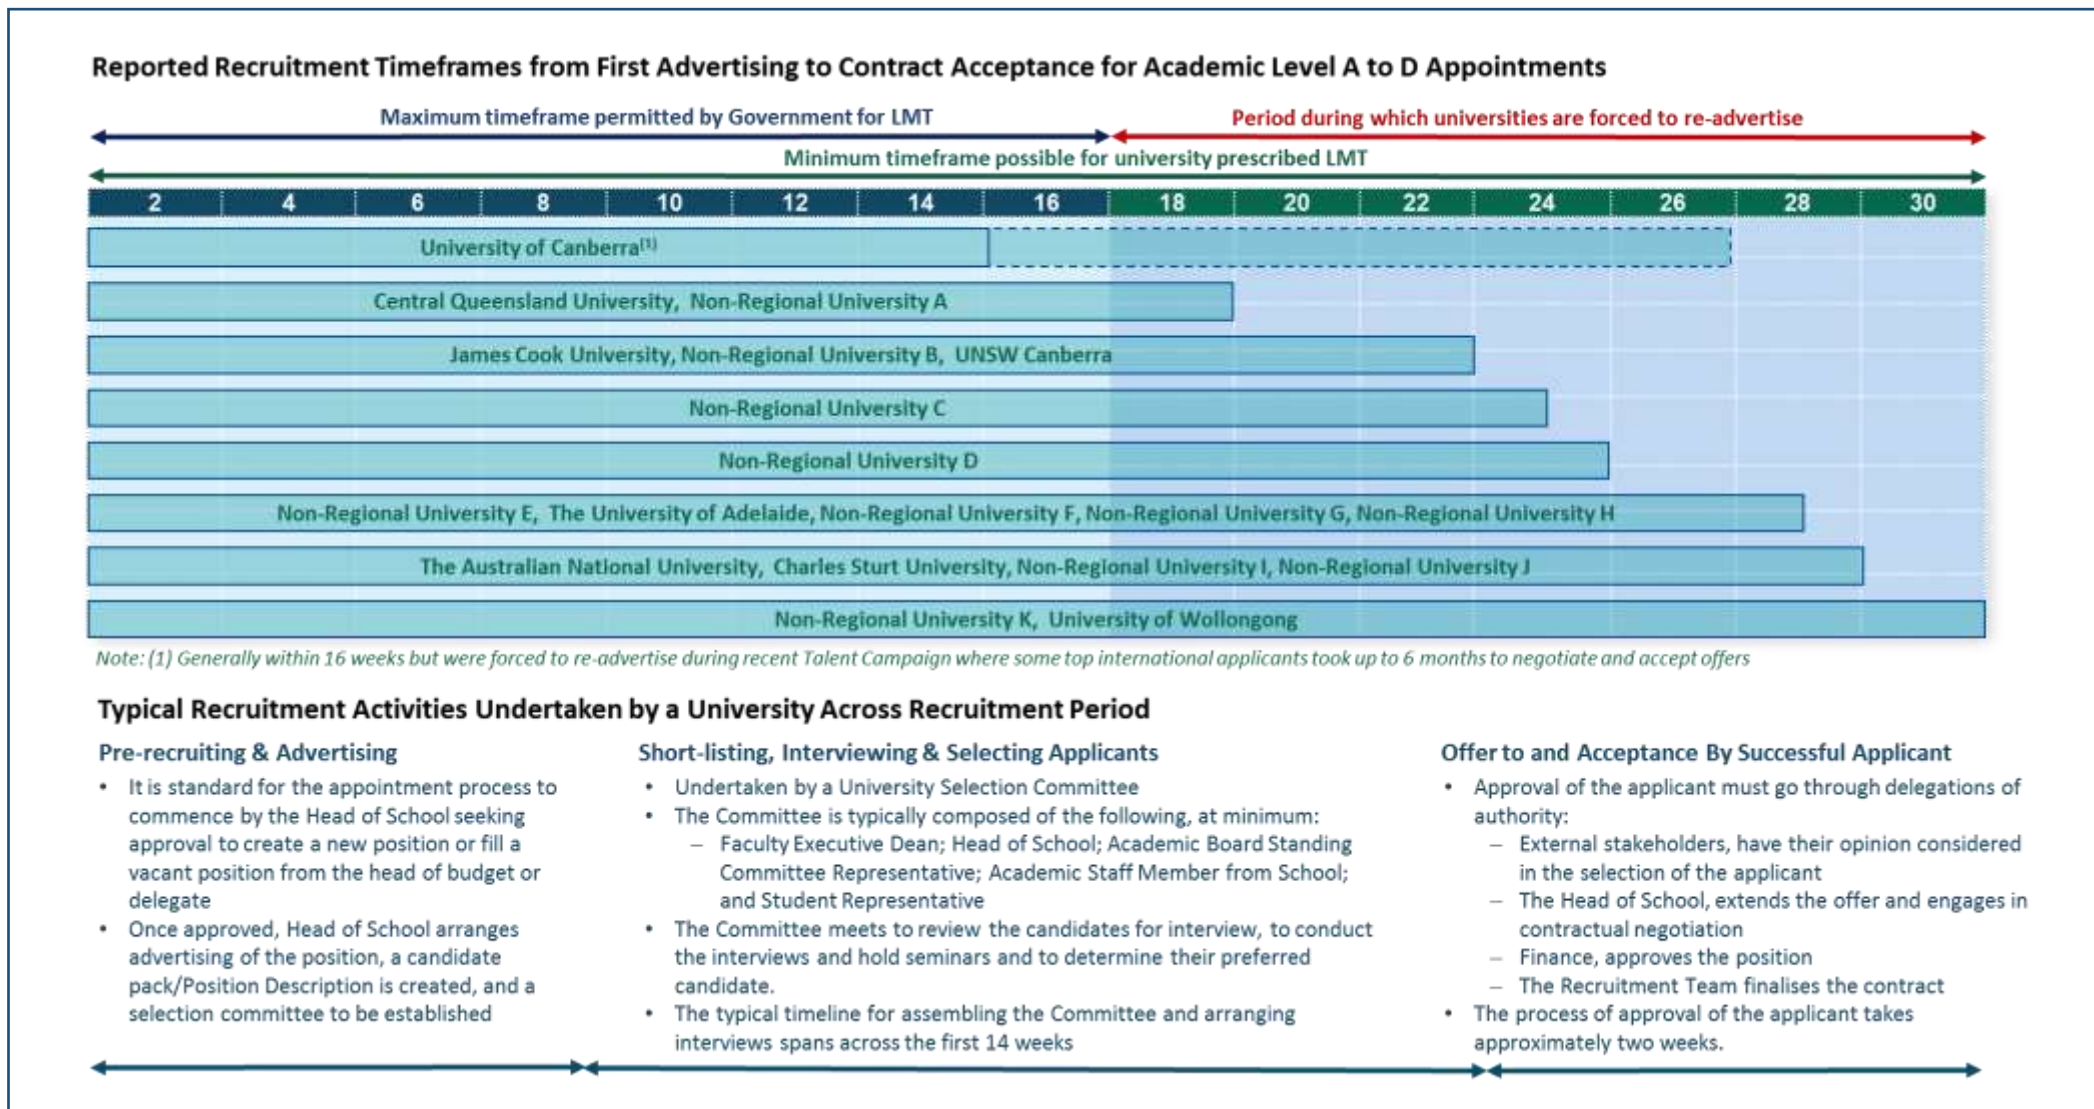 Reported Recruitment Timeframes from First Advertising to Contract Acceptance for Academic Level A to D Appointments
Maximum timeframe permitted by Government for LMT
Period during which universities are forced to re-advertise
Minimum timeframe possible for university prescribed LMT
2 4 6 8 10 12 14 16 18 20 22 24 26 28 30
University of Canberra(1)
Central Queensland University, Non-Regional University A
James Cook University, Non-Regional University B, UNSW Canberra
Non-Regional University C
Non-Regional University D
Non-Regional University E, The University of Adelaide, Non-Regional University F, Non-Regional University G, Non-Regional University H
The Australian National University, Charles Sturt University, Non-Regional University I, Non-Regional University J
Non-Regional University K, University of Wollongong
Note: (1) Generally within 16 weeks but were forced to re-advertise during recent Talent Campaign where some top international applicants took up to 6 months to negotiate and accept offers
Typical Recruitment Activities Undertaken by a University Across Recruitment Period
Pre-recruiting & Advertising
• It is standard for the appointment process to
commence by the Head of School seeking
approval to create a new position or fill a
vacant position from the head of budget or
delegate
• Once approved, Head of School arranges
advertising of the position, a candidate
pack/Position Description is created, and a
selection committee to be established
Short-listing, Interviewing & Selecting Applicants
• Undertaken by a University Selection Committee
• The Committee is typically composed of the following, at minimum:
– Faculty Executive Dean; Head of School; Academic Board Standing
Committee Representative; Academic Staff Member from School;
and Student Representative
• The Committee meets to review the candidates for interview, to conduct
the interviews and hold seminars and to determine their preferred
candidate.
• The typical timeline for assembling the Committee and arranging
interviews spans across the first 14 weeks
Offer to and Acceptance By Successful Applicant
• Approval of the applicant must go through delegations of
authority:
– External stakeholders, have their opinion considered
in the selection of the applicant
– The Head of School, extends the offer and engages in
contractual negotiation
– Finance, approves the position
– The Recruitment Team finalises the contract
• The process of approval of the applicant takes
approximately two weeks.